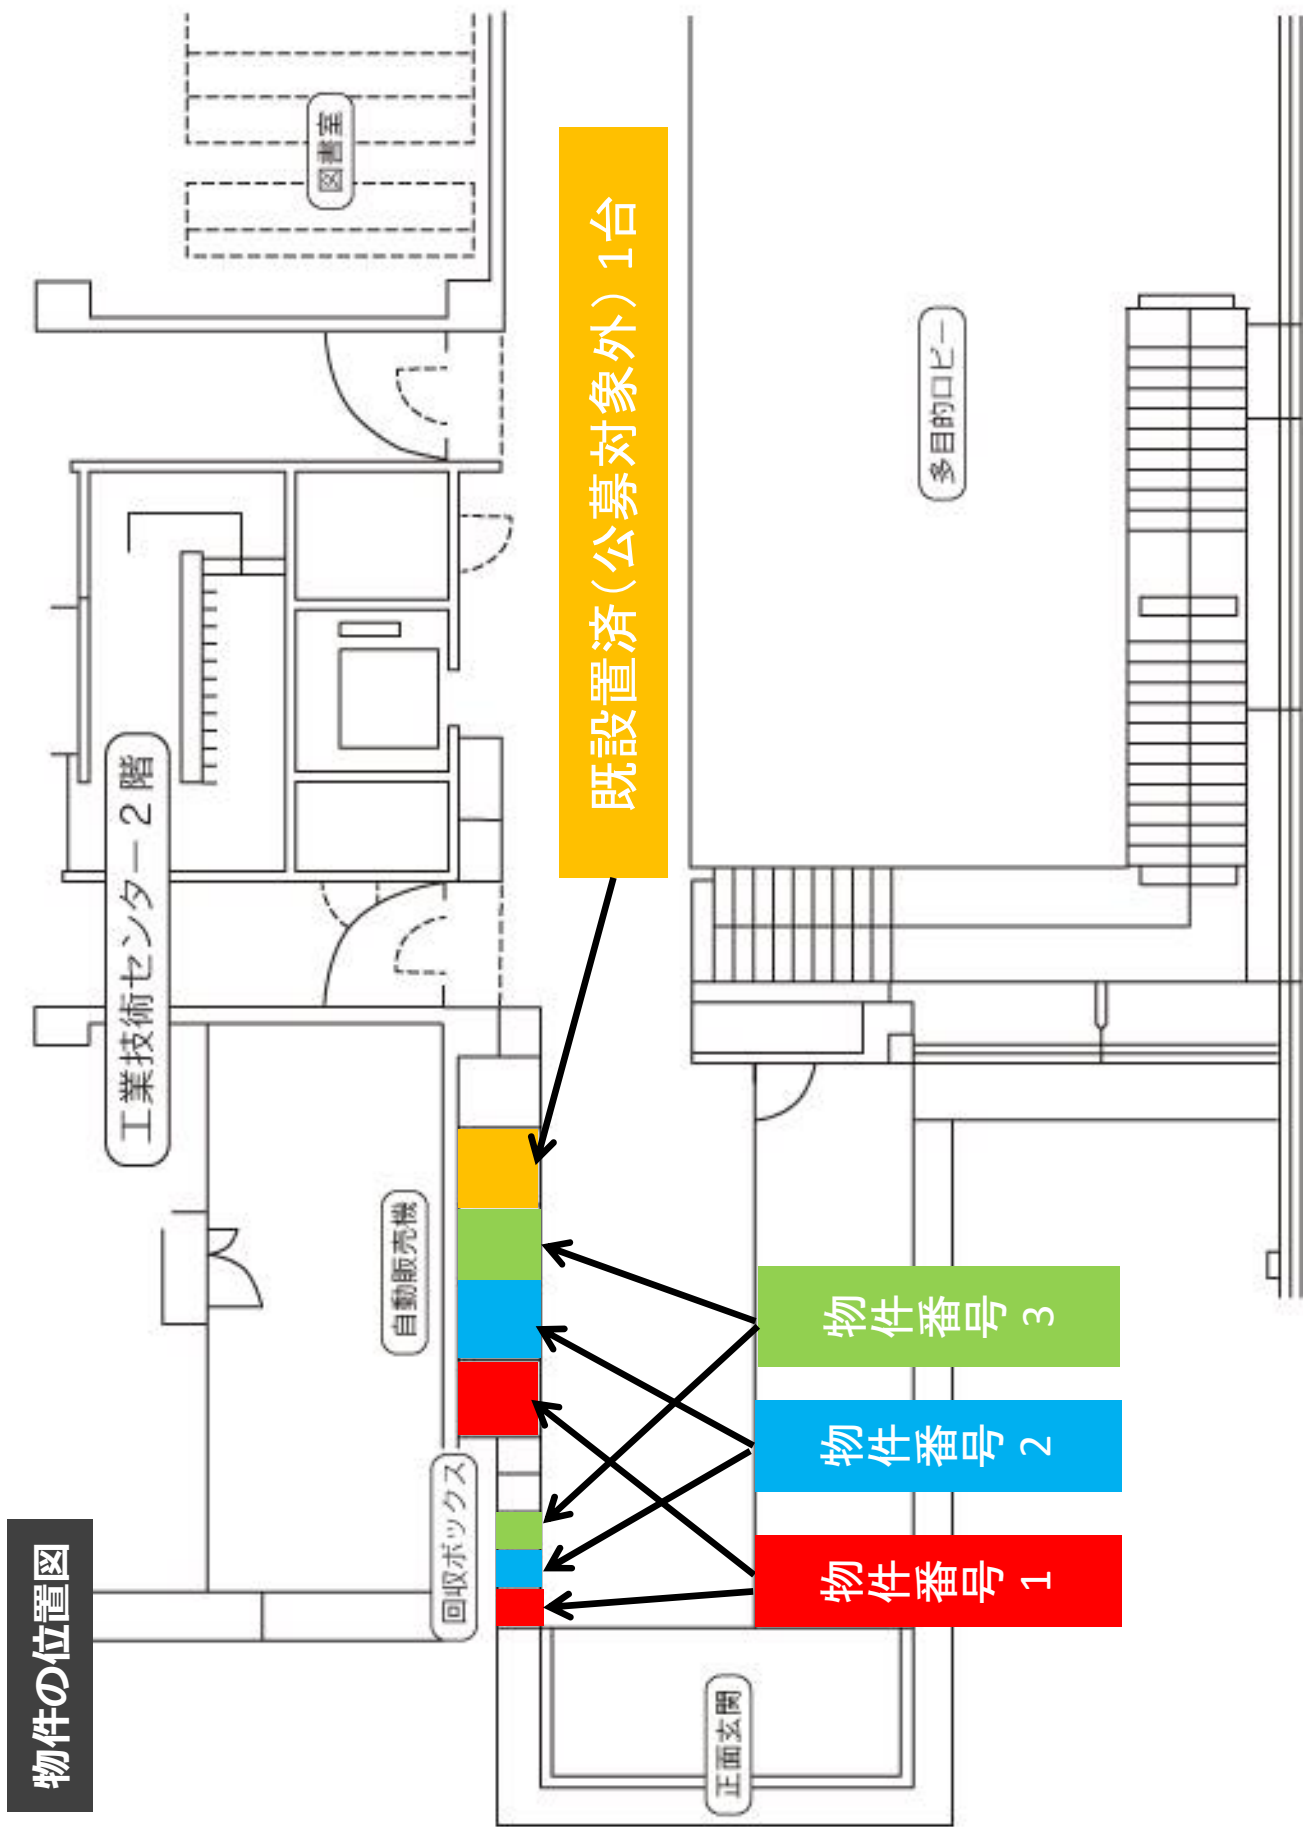 物件の位置図
工業技術センター2階
図書室
既設置済(公募対象外)1台
多目的ロビー
自動販売機
回収ボックス
正面玄関
物件番号 1
物件番号 2
物件番号 3